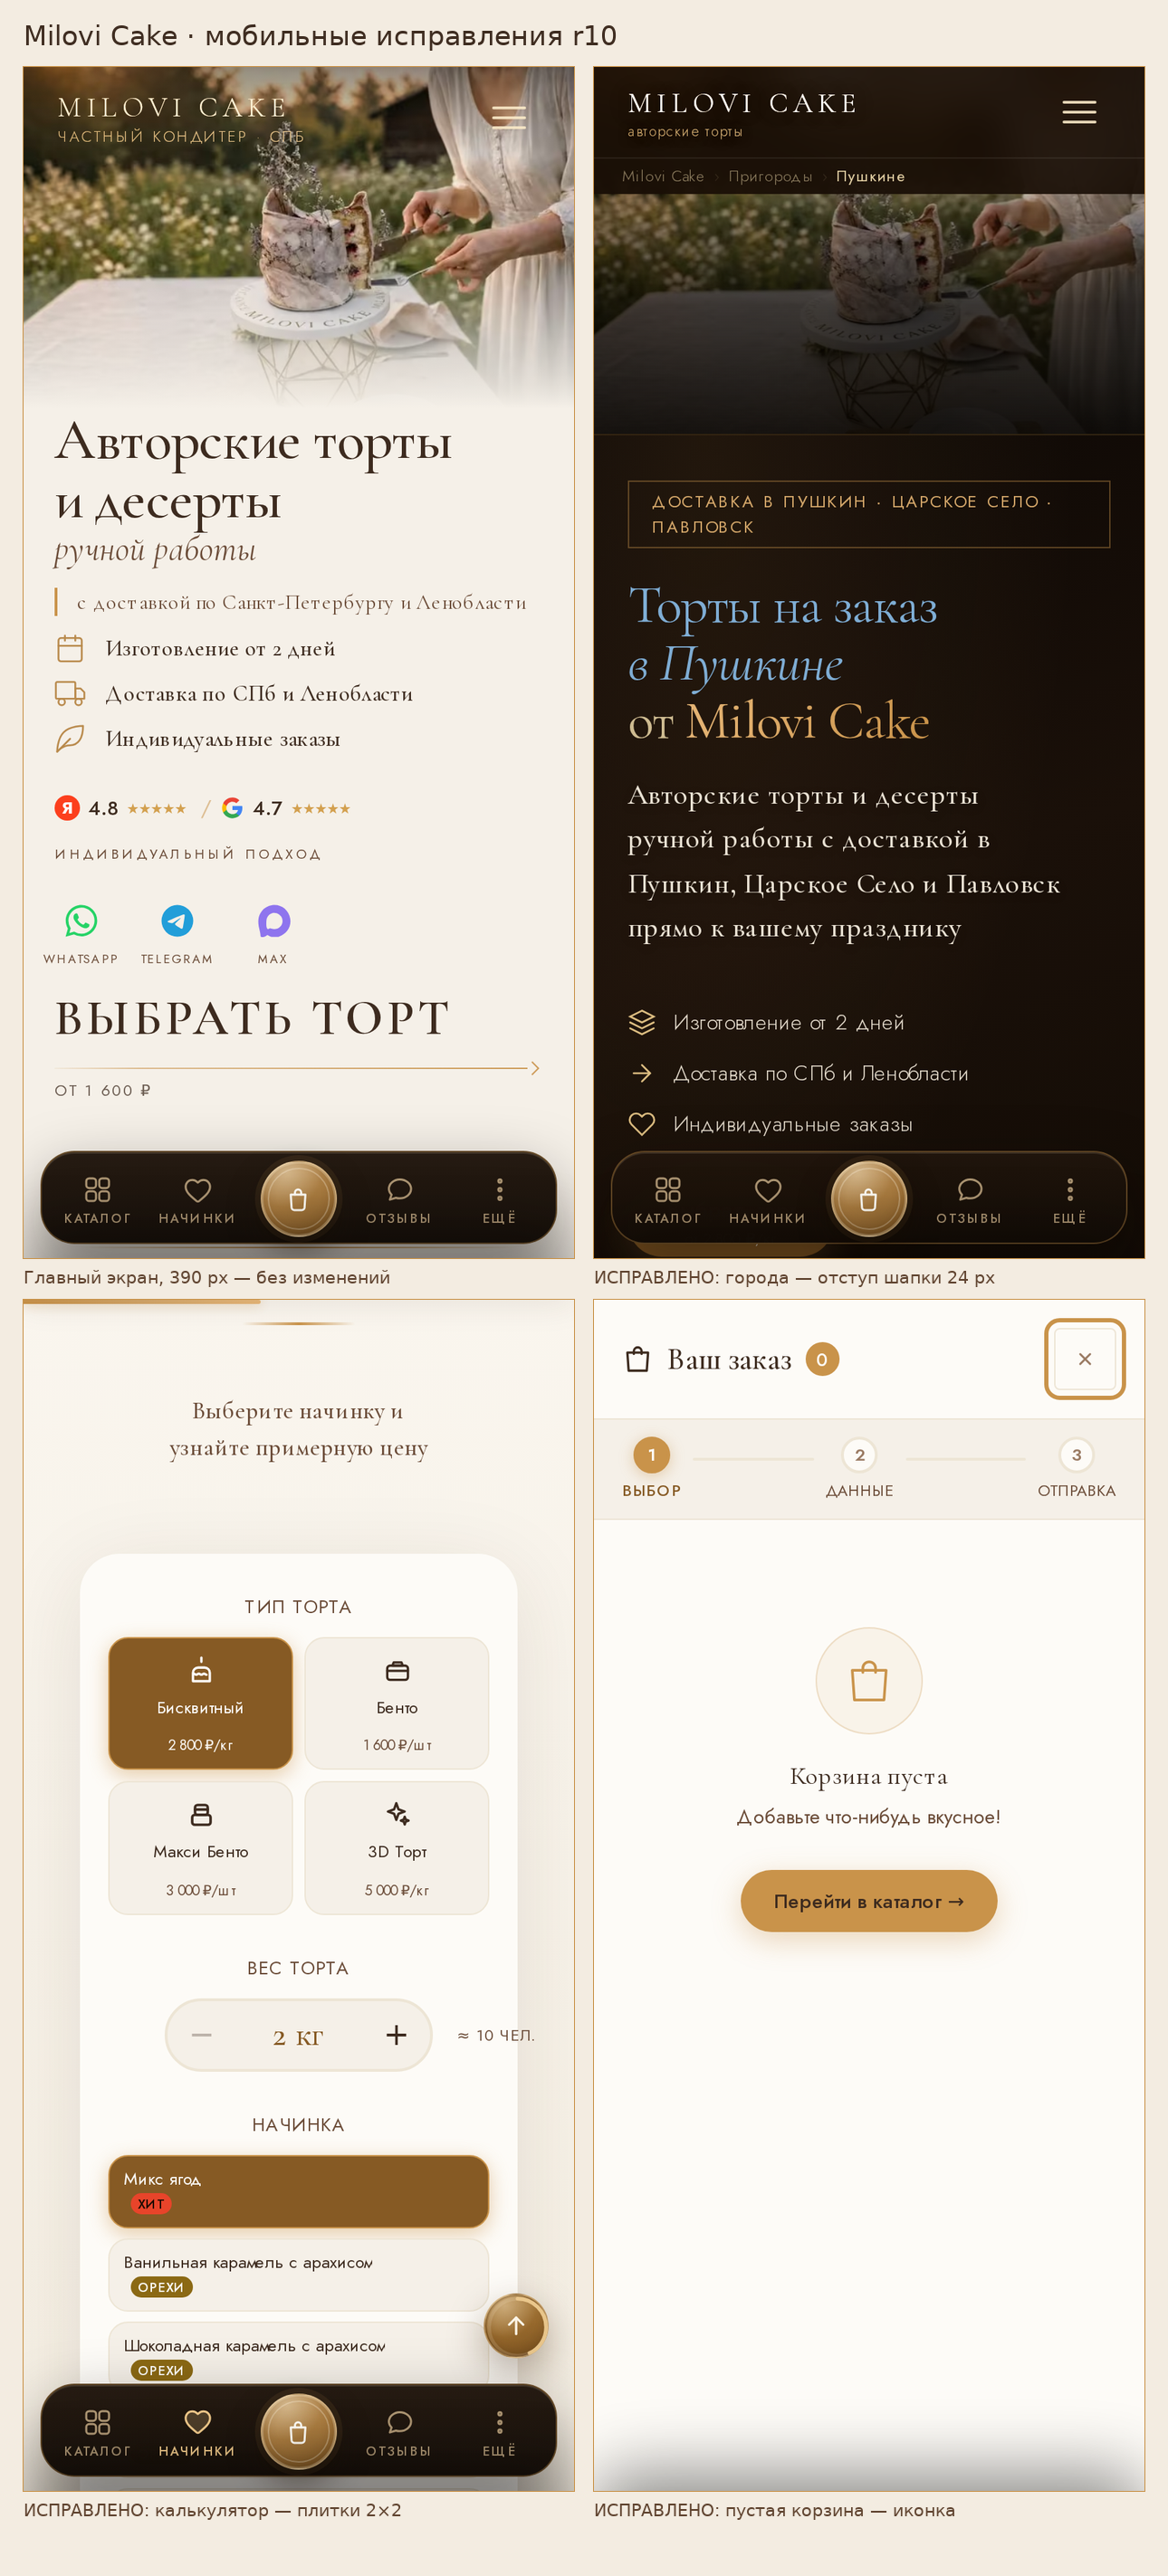 Milovi Cake · мобильные исправления r10
MILOVI CAKE
ЧАСТНЫЙ КОНДИТЕР СПБ
MILOVI CAKE
Авторские торты
и десерты
ручной работы
с доставкой по Санкт-Петербургу и Ленобласти
Изготовление от 2 дней
Доставка по СПб и Ленобласти
Индивидуальные заказы
Я 4.8 ★★★★★ / G 4.7 ★★★★★
ИНДИВИДУАЛЬНЫЙ ПОДХОД
WHATSAPP TELEGRAM MAX
ВЫБРАТЬ ТОРТ
ОТ 1 600 ₽
КАТАЛОГ НАЧИНКИ ОТЗЫВЫ ЕЩЁ
Главный экран, 390 px — без изменений
MILOVI CAKE
авторские торты
Milovi Cake › Пригороды › Пушкине
MILOVI CAKE
ДОСТАВКА В ПУШКИН · ЦАРСКОЕ СЕЛО ·
ПАВЛОВСК
Торты на заказ
в Пушкине
от Milovi Cake
Авторские торты и десерты
ручной работы с доставкой в
Пушкин, Царское Село и Павловск
прямо к вашему празднику
Изготовление от 2 дней
Доставка по СПб и Ленобласти
Индивидуальные заказы
КАТАЛОГ НАЧИНКИ ОТЗЫВЫ ЕЩЁ
ИСПРАВЛЕНО: города — отступ шапки 24 px
Выберите начинку и
узнайте примерную цену
ТИП ТОРТА
Бисквитный
2 800 ₽/кг
Бенто
1 600 ₽/шт
Макси Бенто
3 000 ₽/шт
3D Торт
5 000 ₽/кг
ВЕС ТОРТА
− 2 кг + ≈ 10 ЧЕЛ.
НАЧИНКА
Микс ягод
ХИТ
Ванильная карамель с арахисом
ОРЕХИ
Шоколадная карамель с арахисом
ОРЕХИ
КАТАЛОГ НАЧИНКИ ОТЗЫВЫ ЕЩЁ
ИСПРАВЛЕНО: калькулятор — плитки 2×2
Ваш заказ 0 ×
1 2 3
ВЫБОР ДАННЫЕ ОТПРАВКА
Корзина пуста
Добавьте что-нибудь вкусное!
Перейти в каталог →
ИСПРАВЛЕНО: пустая корзина — иконка